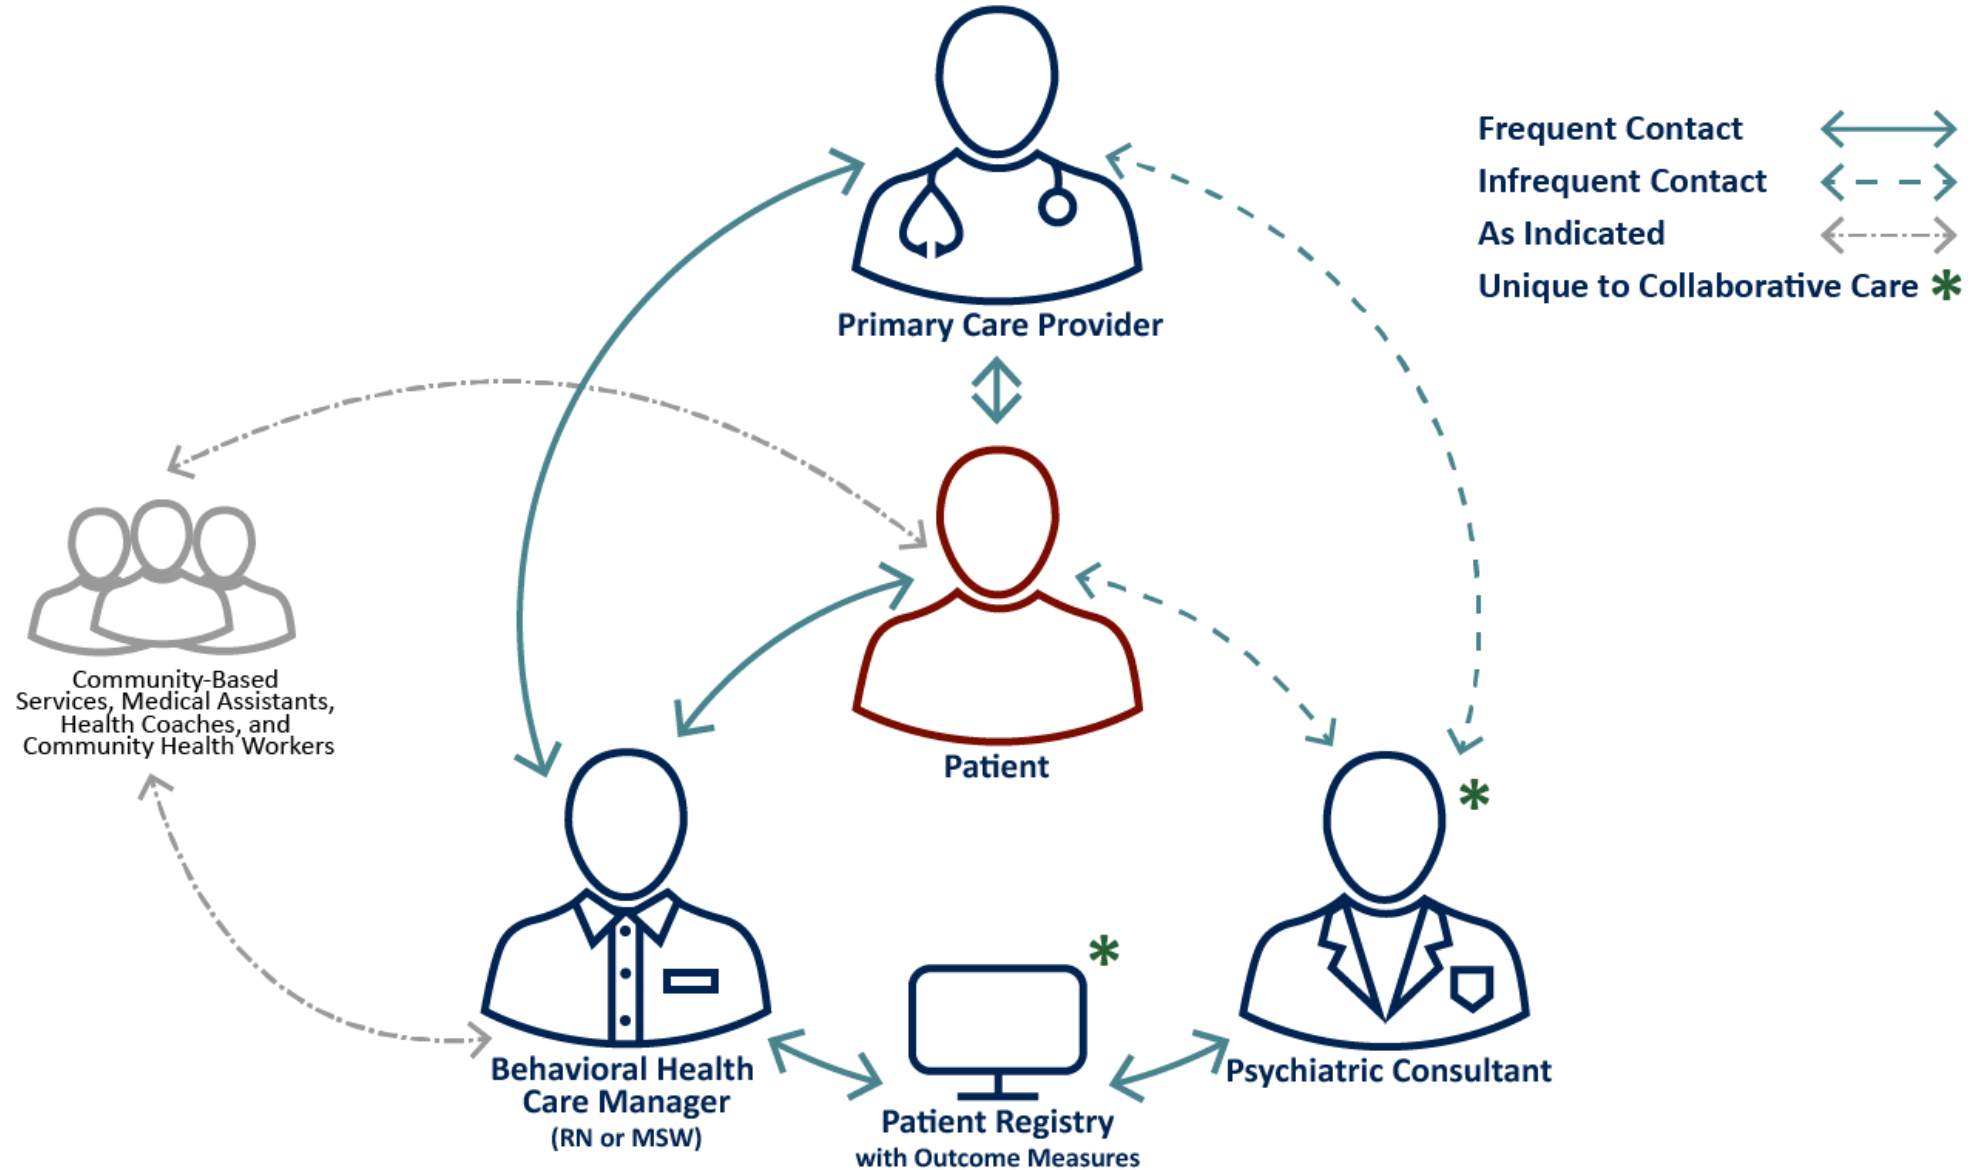 Frequent Contact
Infrequent Contact
As Indicated
Unique to Collaborative Care *
Primary Care Provider
Community-Based
Services, Medical Assistants,
Health Coaches, and
Community Health Workers
Patient
*
*
Behavioral Health
Care Manager
(RN or MSW)
Patient Registry
with Outcome Measures
Psychiatric Consultant